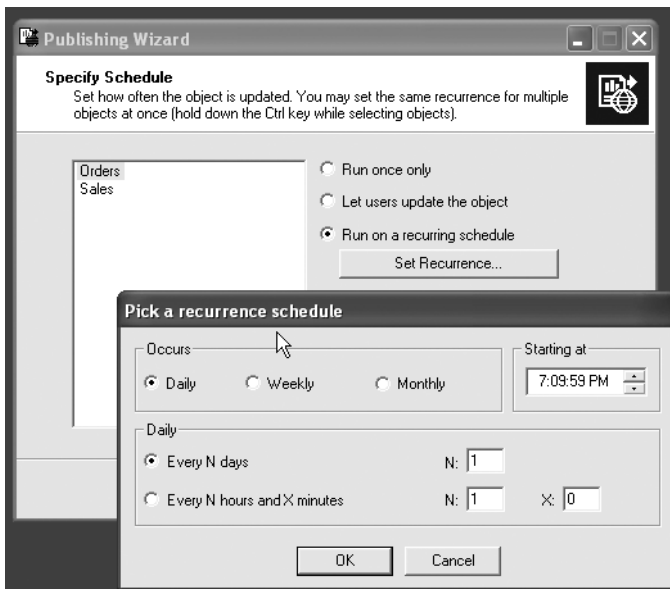 Publishing Wizard
Specify Schedule
Set how often the object is updated. You may set the same recurrence for multiple
objects at once (hold down the Ctrl key while selecting objects).
Orders
Sales
Run once only
Let users update the object
Run on a recurring schedule
Set Recurrence...
Pick a recurrence schedule
Occurs
Daily Weekly Monthly
Starting at
7:09:59 PM
Daily
Every N days N: 1
Every N hours and X minutes N: 1 X: 0
OK Cancel